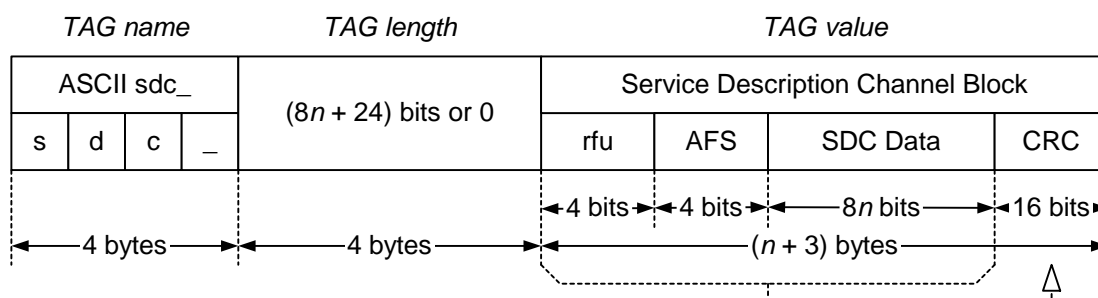 TAG name TAG length TAG value
ASCII sdc_ (8n + 24) bits or 0 Service Description Channel Block
s d c _ rfu AFS SDC Data CRC
4 bits 4 bits 8n bits 16 bits
4 bytes 4 bytes (n + 3) bytes